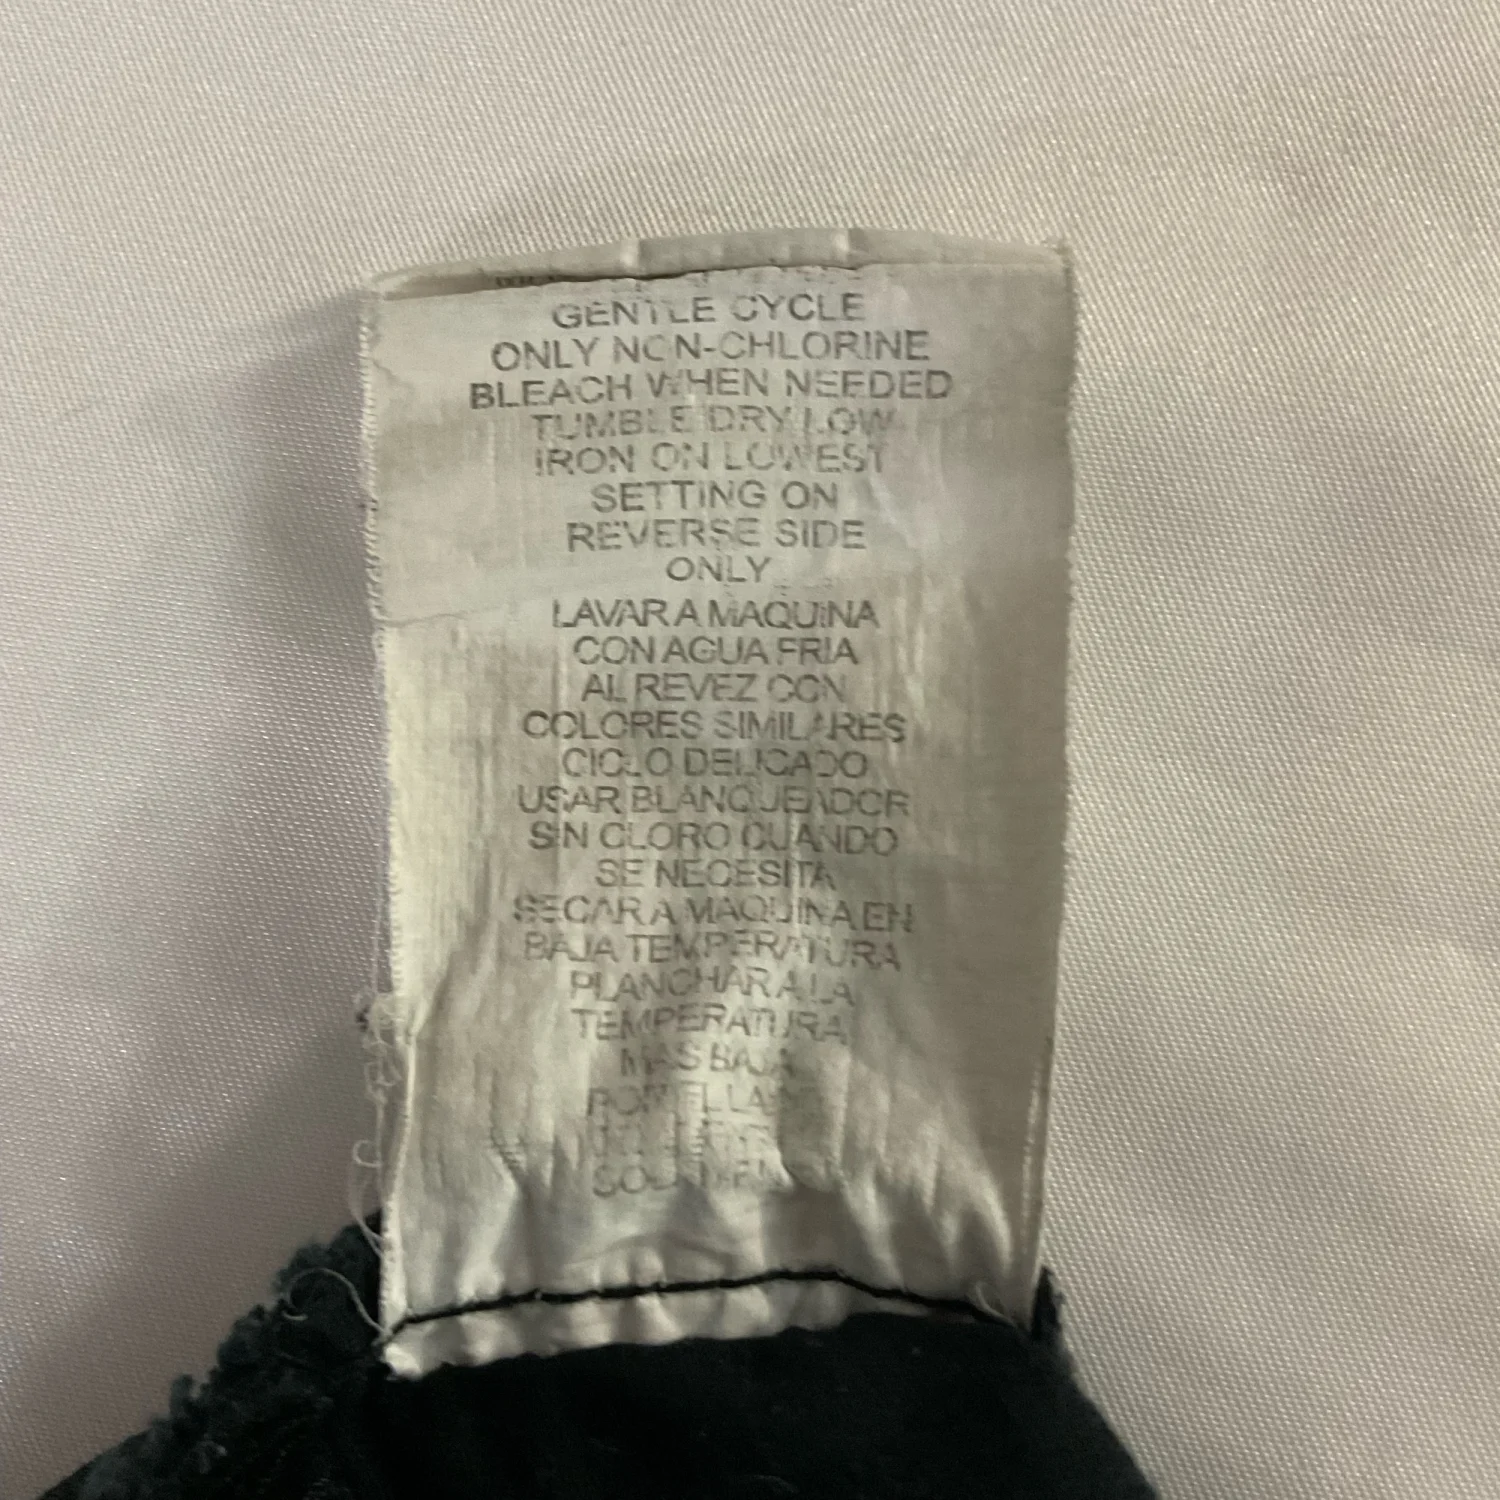 GENTLE CYCLE
ONLY NON-CHLORINE
BLEACH WHEN NEEDED
TUMBLE DRY LOW
IRON ON LOWEST
SETTING ON
REVERSE SIDE
ONLY
LAVAR A MAQUINA
CON AGUA FRIA
AL REVEZ CON
COLORES SIMILARES
CICLO DELICADO
USAR BLANQUEADOR
SIN CLORO CUANDO
SE NECESITA
SECAR A MAQUINA EN
BAJA TEMPERATURA
PLANCHAR A LA
TEMPERATURA
MAS BAJA